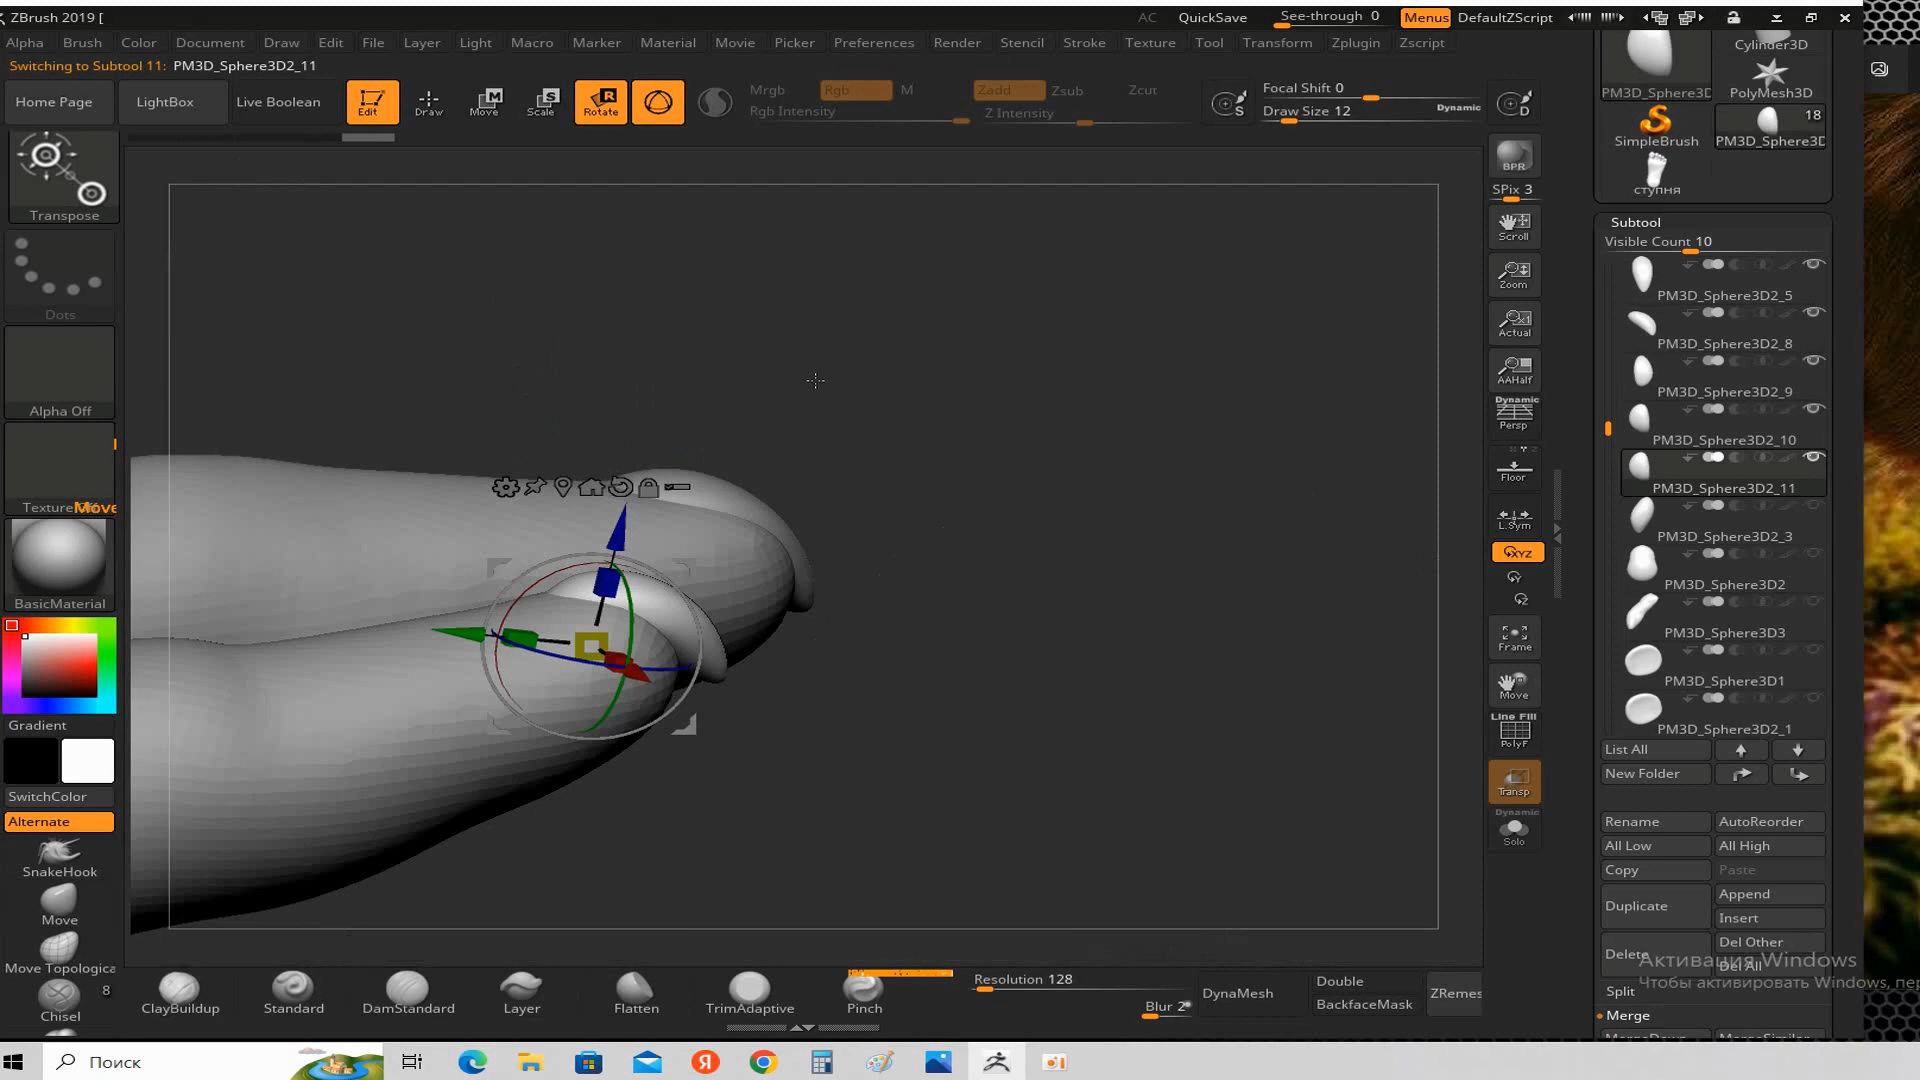 ZBrush 2019 [
AC
QuickSave
See-through 0
Menus
DefaultZScript
Alpha
Brush
Color
Document
Draw
Edit
File
Layer
Light
Macro
Marker
Material
Movie
Picker
Preferences
Render
Stencil
Stroke
Texture
Tool
Transform
Zplugin
Zscript
Switching to Subtool 11: PM3D_Sphere3D2_11
Home Page
LightBox
Live Boolean
Edit
Draw
Move
Scale
Rotate
Mrgb
Rgb
M
Rgb Intensity
Zadd
Zsub
Zcut
Z Intensity
Focal Shift 0
Draw Size 12
Dynamic
Transpose
Dots
Alpha Off
Move
BasicMaterial
Gradient
SwitchColor
Alternate
SnakeHook
Move
Move Topologica
8
Chisel
BPR
SPix 3
Scroll
Zoom
Actual
AAHalf
Dynamic
Persp
Floor
L.Sym
XYZ
Frame
Move
Line Fill
PolyF
Transp
Dynamic
Solo
Cylinder3D
PM3D_Sphere3D
PolyMesh3D
SimpleBrush
18
PM3D_Sphere3D
ступня
Subtool
Visible Count 10
PM3D_Sphere3D2_5
PM3D_Sphere3D2_8
PM3D_Sphere3D2_9
PM3D_Sphere3D2_10
PM3D_Sphere3D2_11
PM3D_Sphere3D2_3
PM3D_Sphere3D2
PM3D_Sphere3D3
PM3D_Sphere3D1
PM3D_Sphere3D2_1
List All
New Folder
Rename
AutoReorder
All Low
All High
Copy
Paste
Duplicate
Append
Insert
Delete
Del Other
Del All
Split
Merge
Активация Windows
Чтобы активировать Windows, пер
ClayBuildup
Standard
DamStandard
Layer
Flatten
TrimAdaptive
Pinch
Resolution 128
Blur 2
DynaMesh
Double
BackfaceMask
ZRemes
Поиск